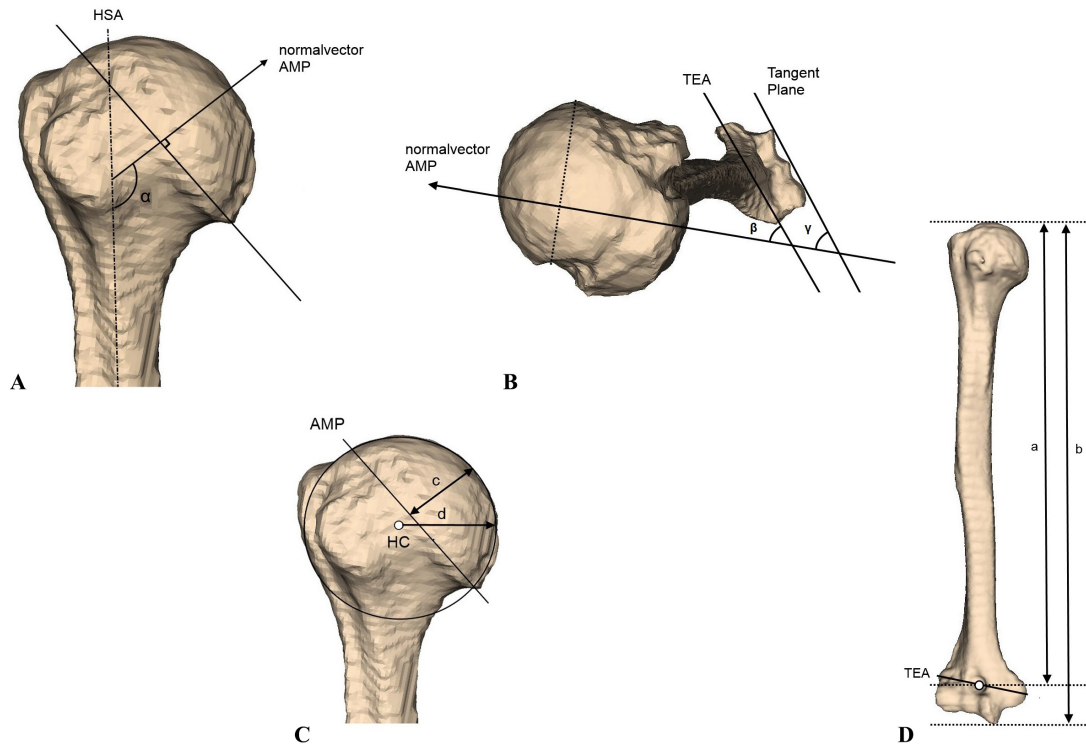 HSA
normalvector
AMP
α
A
TEA
Tangent
Plane
normalvector
AMP
β
γ
B
AMP
c
d
HC
C
a
b
TEA
D